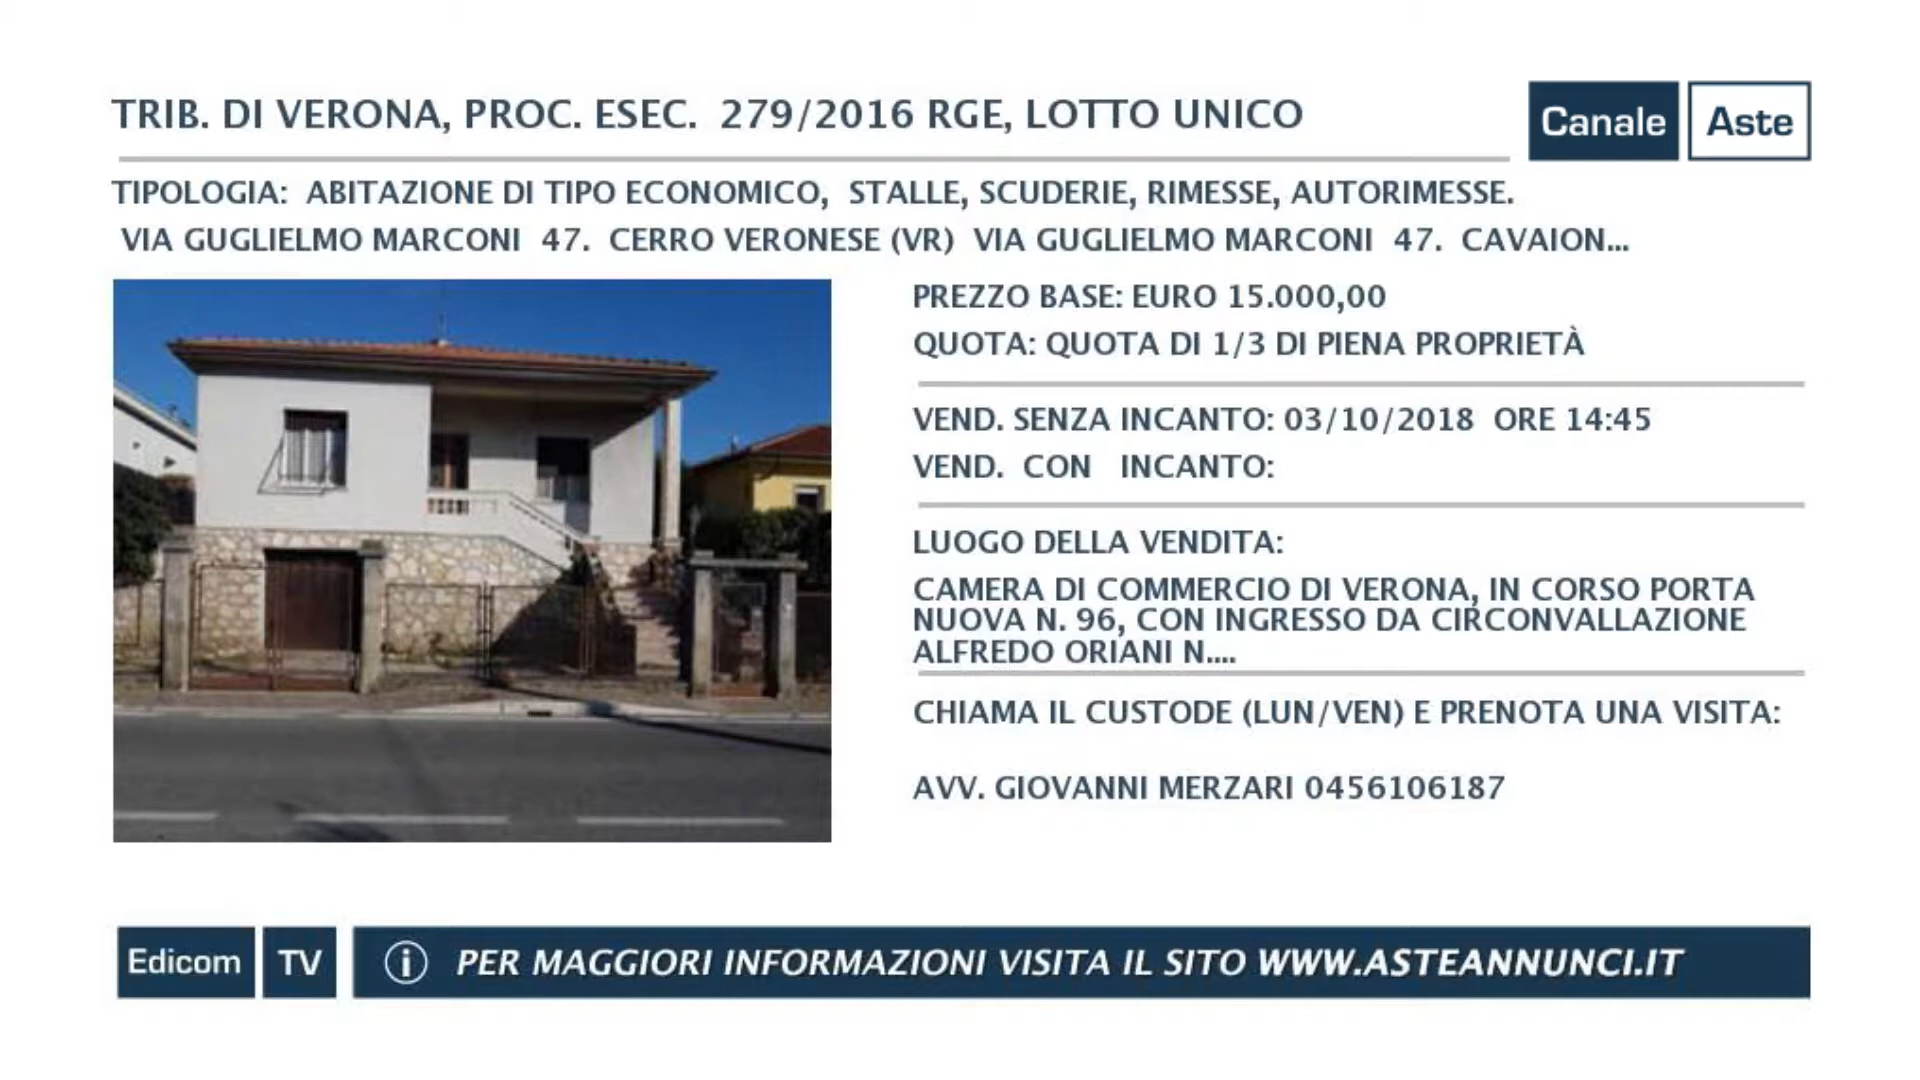 TRIB. DI VERONA, PROC. ESEC. 279/2016 RGE, LOTTO UNICO
Canale Aste
TIPOLOGIA: ABITAZIONE DI TIPO ECONOMICO, STALLE, SCUDERIE, RIMESSE, AUTORIMESSE.
VIA GUGLIELMO MARCONI 47. CERRO VERONESE (VR) VIA GUGLIELMO MARCONI 47. CAVAION...
PREZZO BASE: EURO 15.000,00
QUOTA: QUOTA DI 1/3 DI PIENA PROPRIETÀ
VEND. SENZA INCANTO: 03/10/2018 ORE 14:45
VEND. CON INCANTO:
LUOGO DELLA VENDITA:
CAMERA DI COMMERCIO DI VERONA, IN CORSO PORTA
NUOVA N. 96, CON INGRESSO DA CIRCONVALLAZIONE
ALFREDO ORIANI N....
CHIAMA IL CUSTODE (LUN/VEN) E PRENOTA UNA VISITA:
AVV. GIOVANNI MERZARI 0456106187
Edicom TV
PER MAGGIORI INFORMAZIONI VISITA IL SITO WWW.ASTEANNUNCI.IT